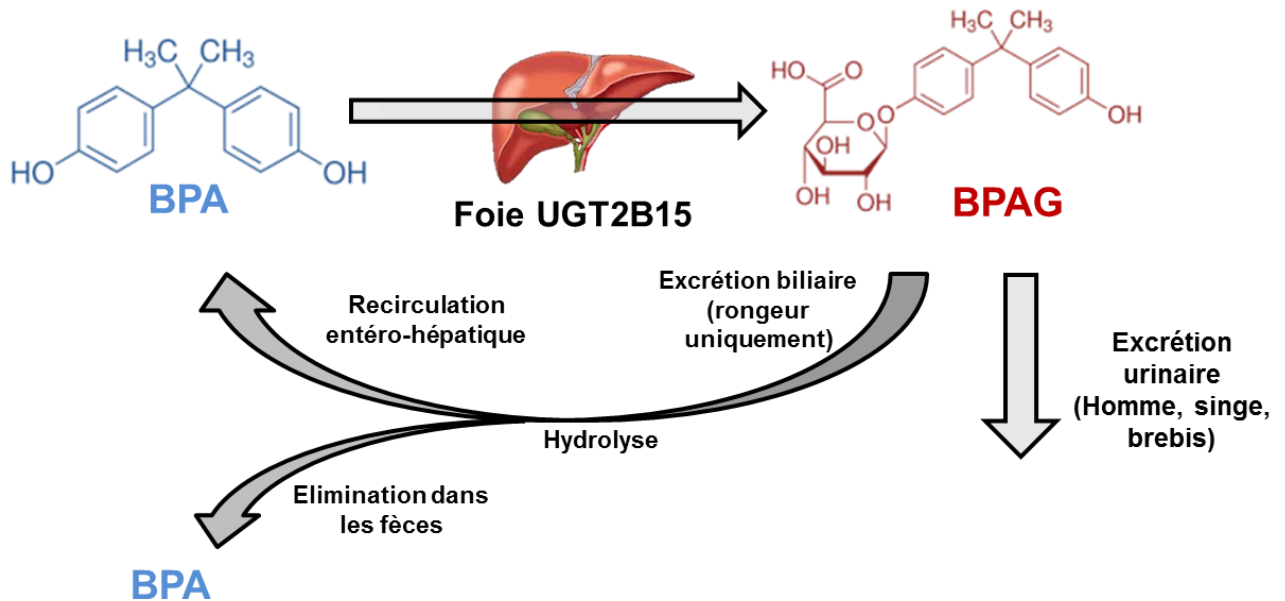 H₃C CH₃
HO OH
BPA
Foie UGT2B15
H₃C CH₃
HO O
O O
OH
OH
OH OH
BPAG
Recirculation
entéro-hépatique
Excrétion biliaire
(rongeur
uniquement)
Excrétion
urinaire
(Homme, singe,
brebis)
Hydrolyse
Elimination dans
les fèces
BPA